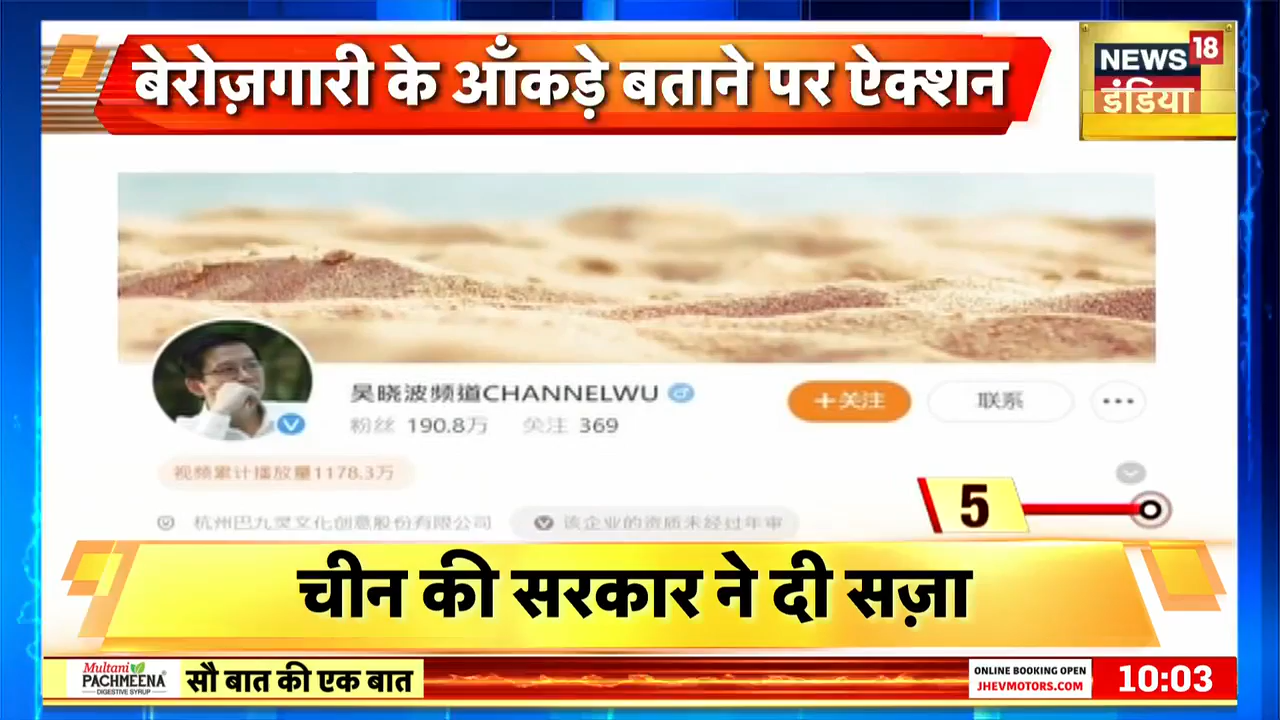 बेरोज़गारी के आँकड़े बताने पर ऐक्शन
NEWS 18
इंडिया
吴晓波频道CHANNELWU
粉丝 190.8万 关注 369
+关注
联系
视频累计播放量1178.3万
杭州巴九灵文化创意股份有限公司
该企业的资质未经过年审
5
चीन की सरकार ने दी सज़ा
Multani
PACHMEENA
DIGESTIVE SYRUP
सौ बात की एक बात
ONLINE BOOKING OPEN
JHEVMOTORS.COM
10:03